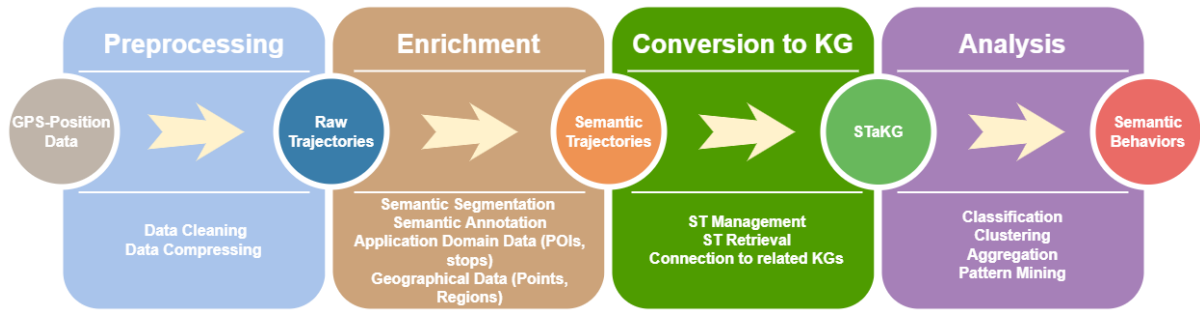 Preprocessing
Enrichment
Conversion to KG
Analysis
GPS-Position
Data
Raw
Trajectories
Semantic
Trajectories
STaKG
Semantic
Behaviors
Data Cleaning
Data Compressing
Semantic Segmentation
Semantic Annotation
Application Domain Data (POIs,
stops)
Geographical Data (Points,
Regions)
ST Management
ST Retrieval
Connection to related KGs
Classification
Clustering
Aggregation
Pattern Mining